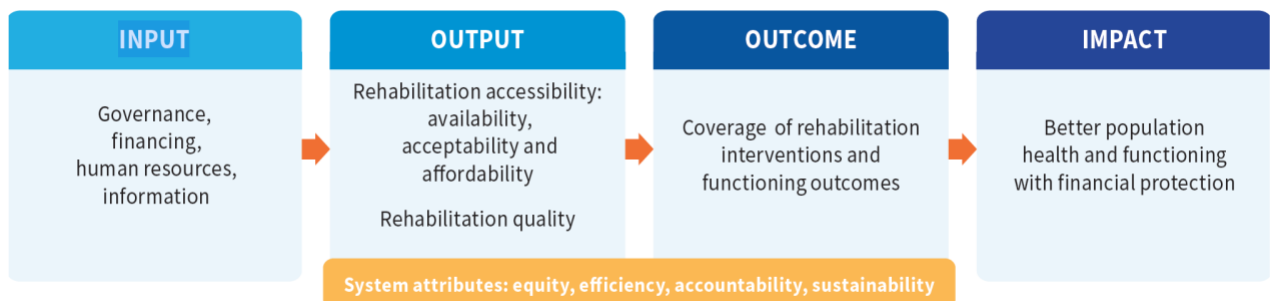 INPUT
Governance,
financing,
human resources,
information
OUTPUT
Rehabilitation accessibility:
availability,
acceptability and
affordability
Rehabilitation quality
OUTCOME
Coverage of rehabilitation
interventions and
functioning outcomes
IMPACT
Better population
health and functioning
with financial protection
System attributes: equity, efficiency, accountability, sustainability